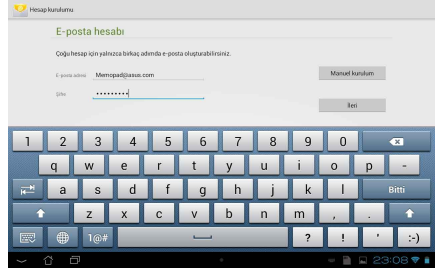 Hesap kurulumu
E-posta hesabı
Çoğu hesap için yalnızca birkaç adımda e-posta oluşturabilirsiniz.
E-posta adresi Memopad@asus.com Manuel kurulum
Şifre •••••••••
İleri
1 2 3 4 5 6 7 8 9 0
q w e r t y u i o p -
a s d f g h j k l Bitti
z x c v b n m , .
1@# ? ! ' :-)
23:08